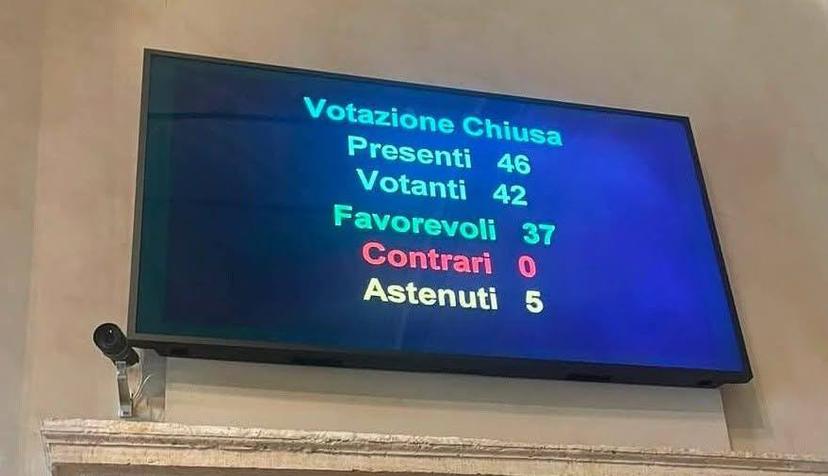 Votazione Chiusa
Presenti 46
Votanti 42
Favorevoli 37
Contrari 0
Astenuti 5